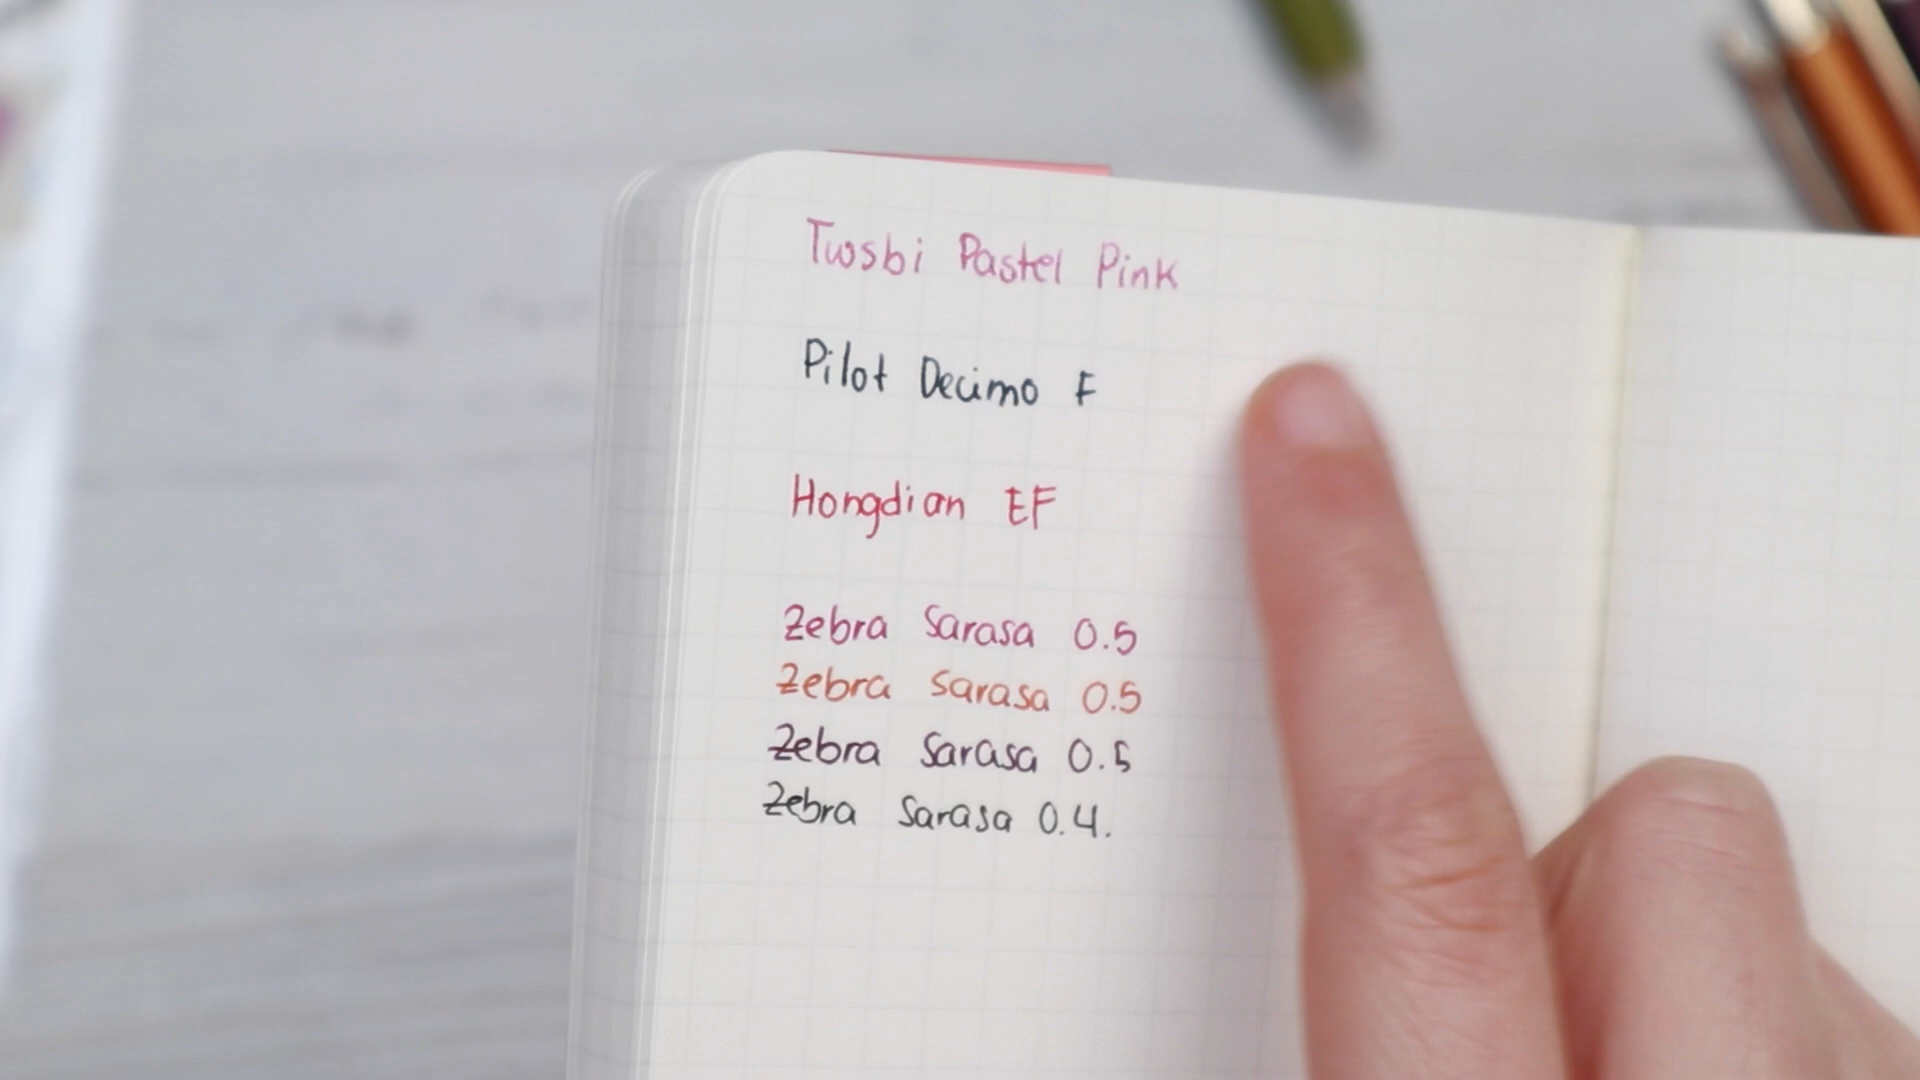 Twsbi Pastel Pink
Pilot Decimo F
Hongdian EF
Zebra Sarasa 0.5
Zebra Sarasa 0.5
Zebra Sarasa 0.5
Zebra Sarasa 0.4.